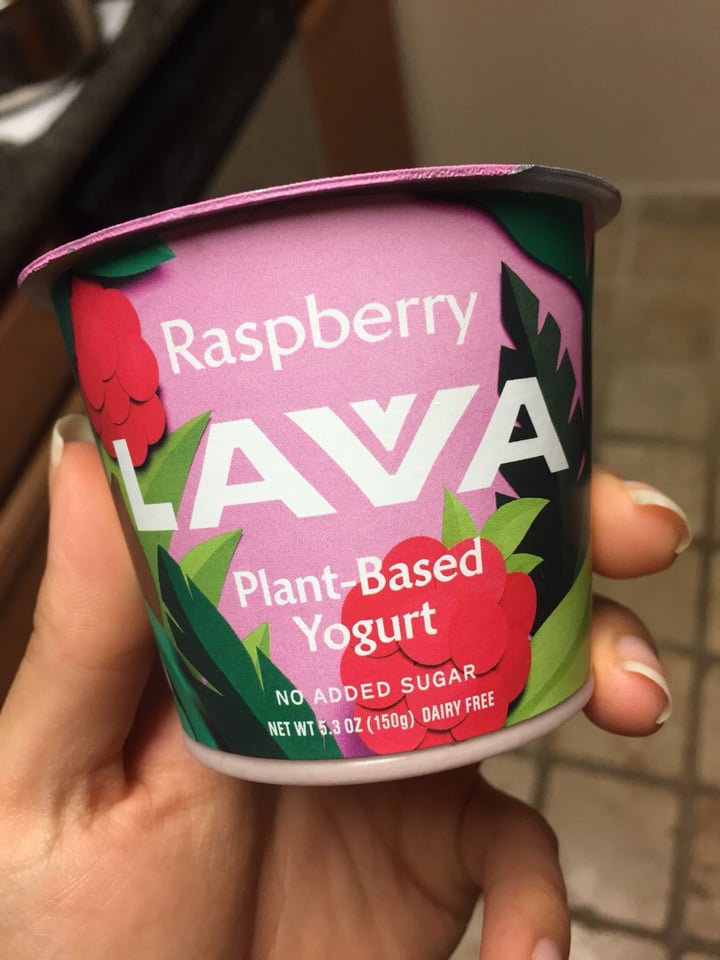 Raspberry
LAVVA
Plant-Based
Yogurt
NO ADDED SUGAR
NET WT 5.3 OZ (150g) DAIRY FREE